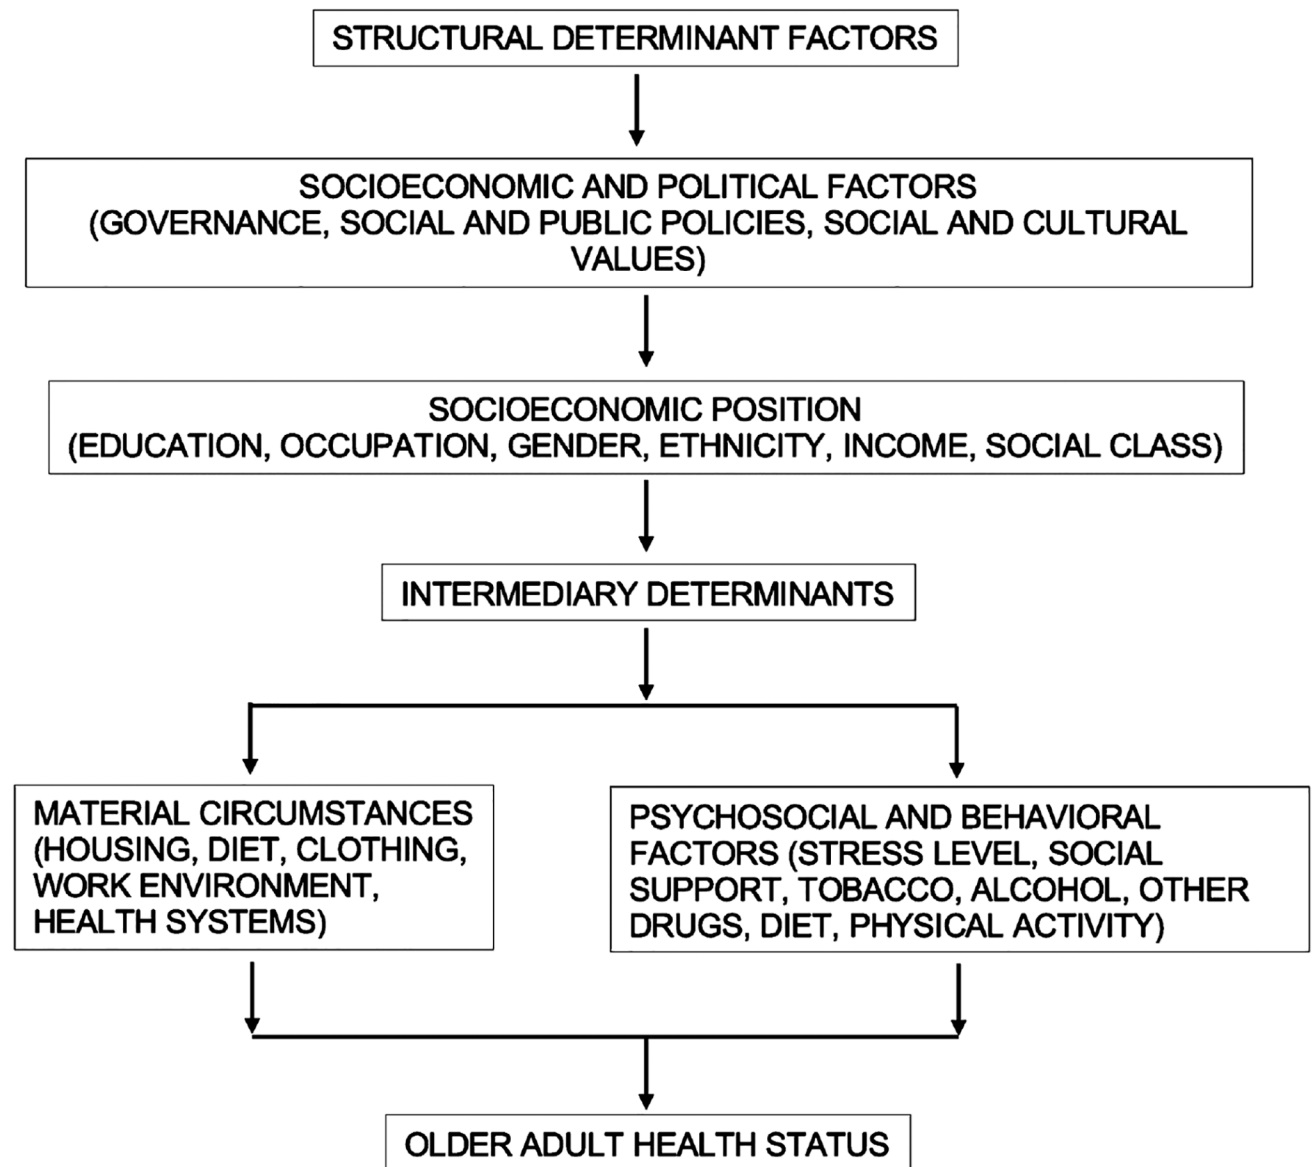 STRUCTURAL DETERMINANT FACTORS
SOCIOECONOMIC AND POLITICAL FACTORS
(GOVERNANCE, SOCIAL AND PUBLIC POLICIES, SOCIAL AND CULTURAL
VALUES)
SOCIOECONOMIC POSITION
(EDUCATION, OCCUPATION, GENDER, ETHNICITY, INCOME, SOCIAL CLASS)
INTERMEDIARY DETERMINANTS
MATERIAL CIRCUMSTANCES
(HOUSING, DIET, CLOTHING,
WORK ENVIRONMENT,
HEALTH SYSTEMS)
PSYCHOSOCIAL AND BEHAVIORAL
FACTORS (STRESS LEVEL, SOCIAL
SUPPORT, TOBACCO, ALCOHOL, OTHER
DRUGS, DIET, PHYSICAL ACTIVITY)
OLDER ADULT HEALTH STATUS